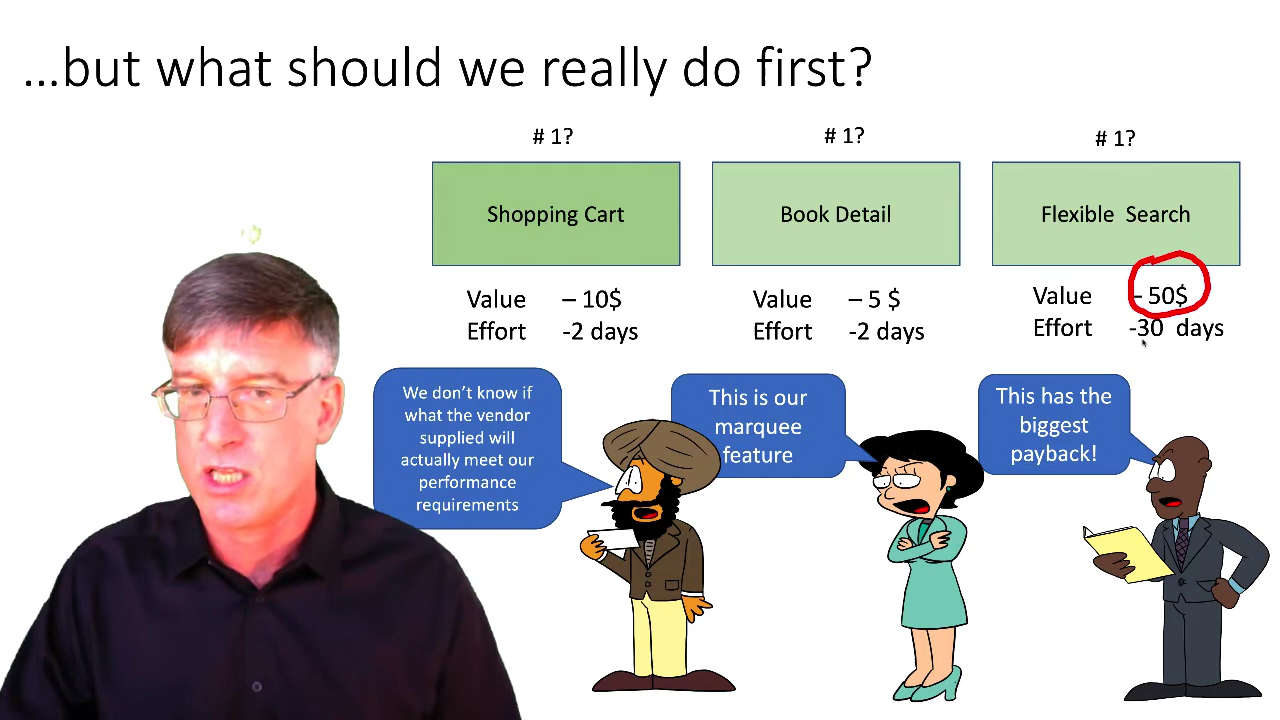 ...but what should we really do first?
# 1?
# 1?
# 1?
Shopping Cart
Book Detail
Flexible Search
Value – 10$
Effort -2 days
Value – 5 $
Effort -2 days
Value - 50$
Effort -30 days
We don’t know if
what the vendor
supplied will
actually meet our
performance
requirements
This is our
marquee
feature
This has the
biggest
payback!